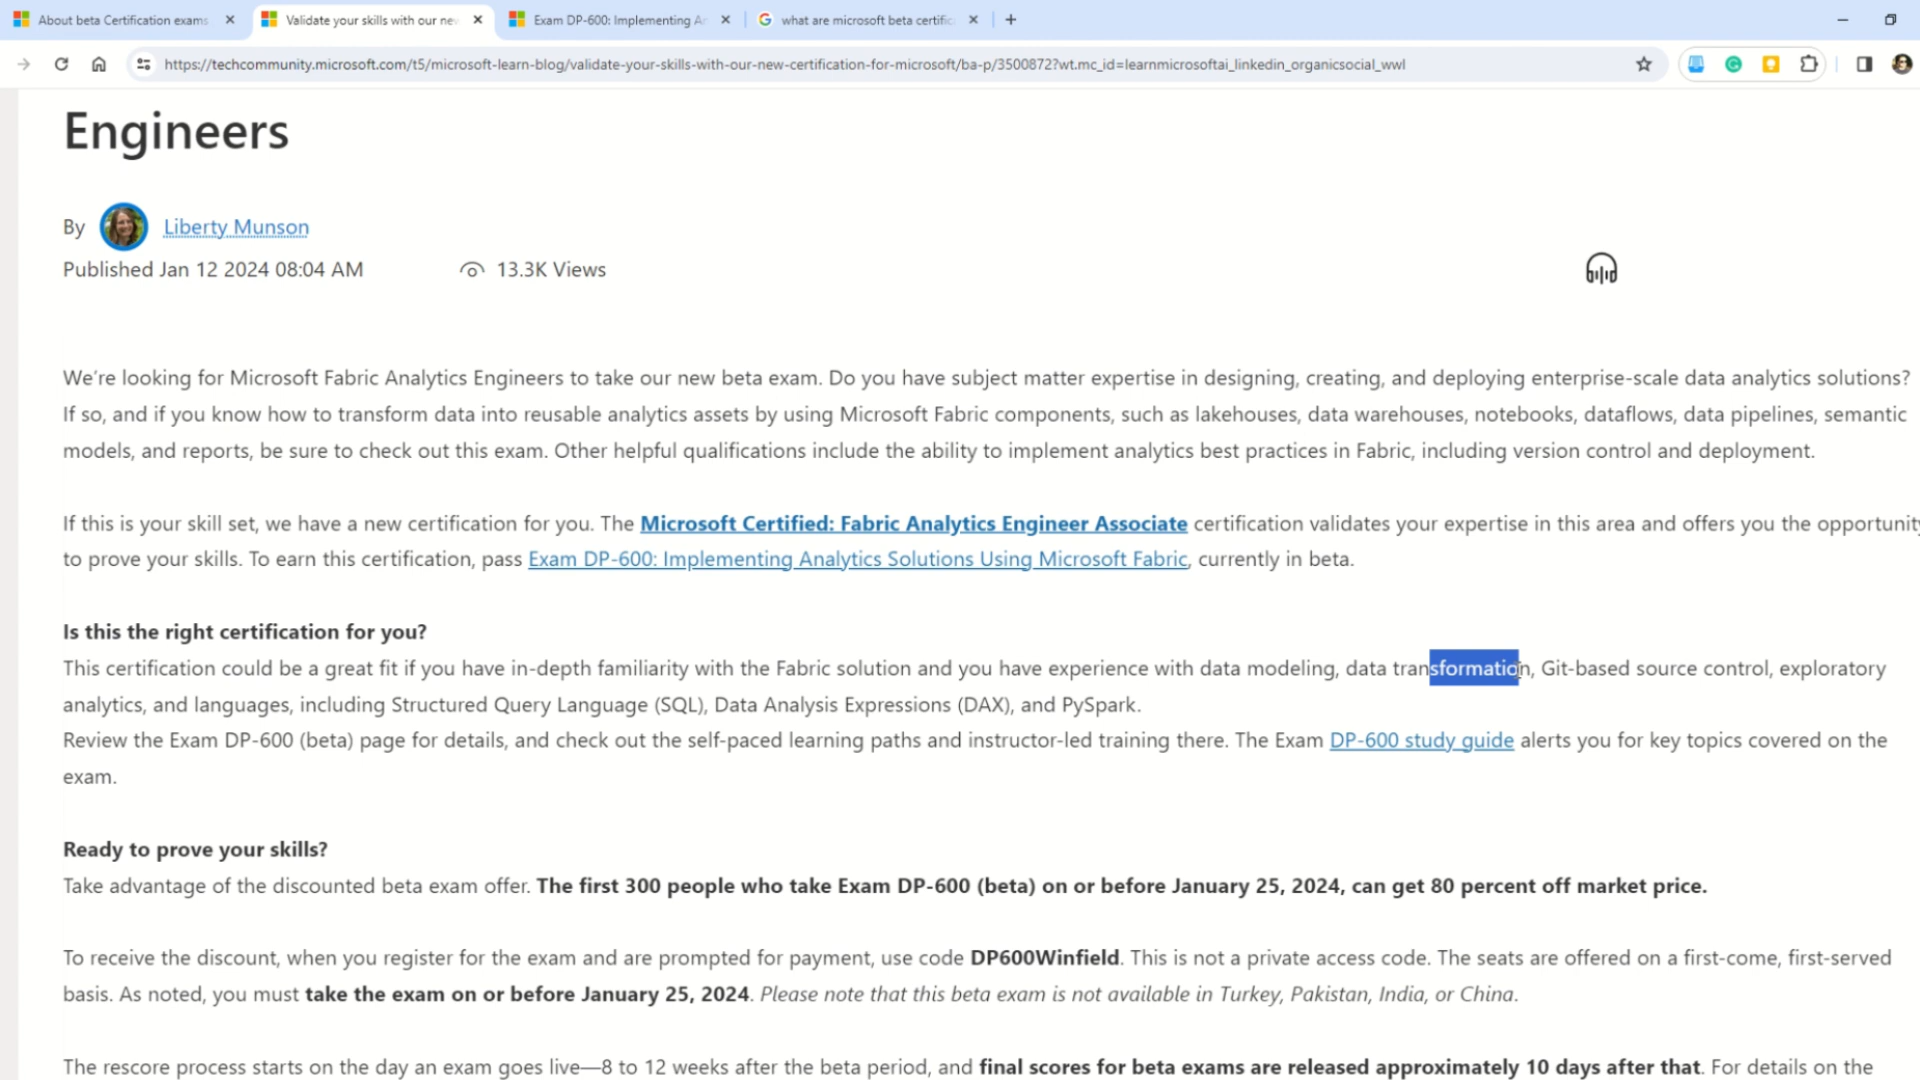 About beta Certification exams
Validate your skills with our ne
Exam DP-600: Implementing A
what are microsoft beta certific
https://techcommunity.microsoft.com/t5/microsoft-learn-blog/validate-your-skills-with-our-new-certification-for-microsoft/ba-p/3500872?wt.mc_id=learnmicrosoftai_linkedin_organicsocial_wwl
Engineers
By Liberty Munson
Published Jan 12 2024 08:04 AM 13.3K Views
We're looking for Microsoft Fabric Analytics Engineers to take our new beta exam. Do you have subject matter expertise in designing, creating, and deploying enterprise-scale data analytics solutions?
If so, and if you know how to transform data into reusable analytics assets by using Microsoft Fabric components, such as lakehouses, data warehouses, notebooks, dataflows, data pipelines, semantic
models, and reports, be sure to check out this exam. Other helpful qualifications include the ability to implement analytics best practices in Fabric, including version control and deployment.
If this is your skill set, we have a new certification for you. The Microsoft Certified: Fabric Analytics Engineer Associate certification validates your expertise in this area and offers you the opportunity
to prove your skills. To earn this certification, pass Exam DP-600: Implementing Analytics Solutions Using Microsoft Fabric, currently in beta.
Is this the right certification for you?
This certification could be a great fit if you have in-depth familiarity with the Fabric solution and you have experience with data modeling, data transformation, Git-based source control, exploratory
analytics, and languages, including Structured Query Language (SQL), Data Analysis Expressions (DAX), and PySpark.
Review the Exam DP-600 (beta) page for details, and check out the self-paced learning paths and instructor-led training there. The Exam DP-600 study guide alerts you for key topics covered on the
exam.
Ready to prove your skills?
Take advantage of the discounted beta exam offer. The first 300 people who take Exam DP-600 (beta) on or before January 25, 2024, can get 80 percent off market price.
To receive the discount, when you register for the exam and are prompted for payment, use code DP600Winfield. This is not a private access code. The seats are offered on a first-come, first-served
basis. As noted, you must take the exam on or before January 25, 2024. Please note that this beta exam is not available in Turkey, Pakistan, India, or China.
The rescore process starts on the day an exam goes live—8 to 12 weeks after the beta period, and final scores for beta exams are released approximately 10 days after that. For details on the